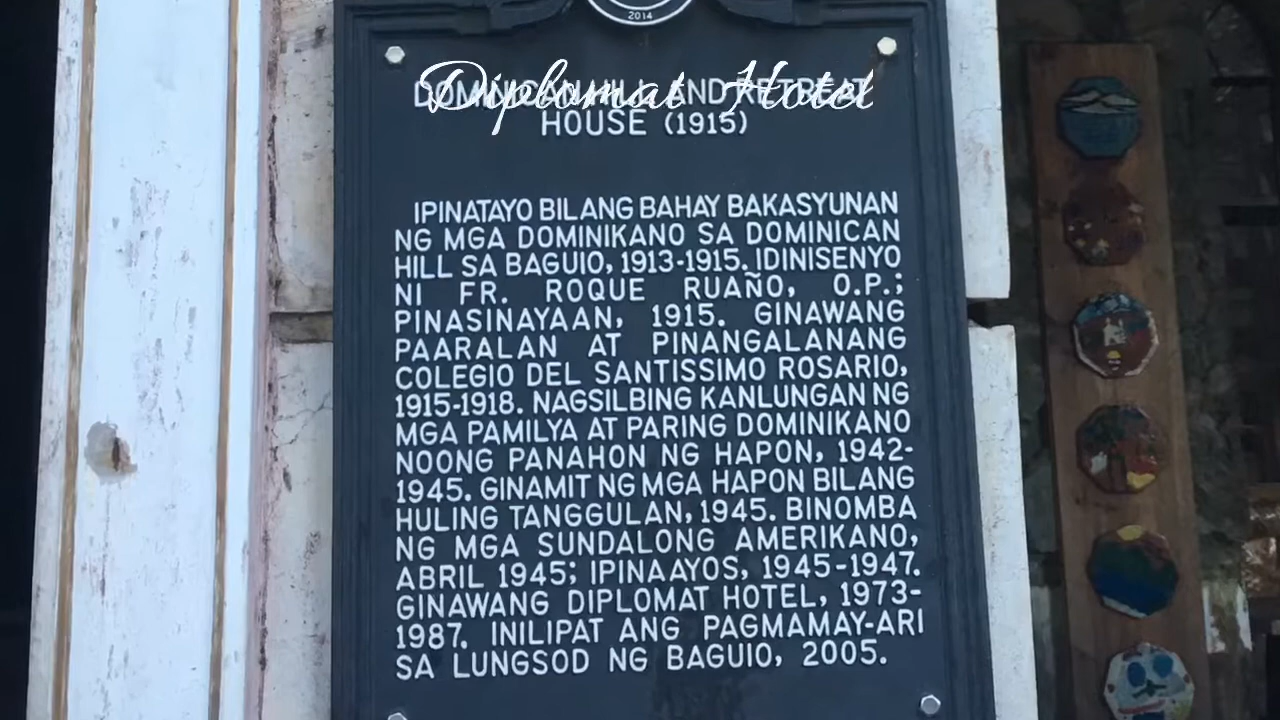 2014
Diplomat Hotel
DOMINICAN HILL AND RETREAT
HOUSE (1915)
IPINATAYO BILANG BAHAY BAKASYUNAN
NG MGA DOMINIKANO SA DOMINICAN
HILL SA BAGUIO, 1913-1915. IDINISENYO
NI FR. ROQUE RUAÑO, O.P.;
PINASINAYAAN, 1915. GINAWANG
PAARALAN AT PINANGALANANG
COLEGIO DEL SANTISSIMO ROSARIO,
1915-1918. NAGSILBING KANLUNGAN NG
MGA PAMILYA AT PARING DOMINIKANO
NOONG PANAHON NG HAPON, 1942-
1945. GINAMIT NG MGA HAPON BILANG
HULING TANGGULAN, 1945. BINOMBA
NG MGA SUNDALONG AMERIKANO,
ABRIL 1945; IPINAAYOS, 1945-1947.
GINAWANG DIPLOMAT HOTEL, 1973-
1987. INILIPAT ANG PAGMAMAY-ARI
SA LUNGSOD NG BAGUIO, 2005.